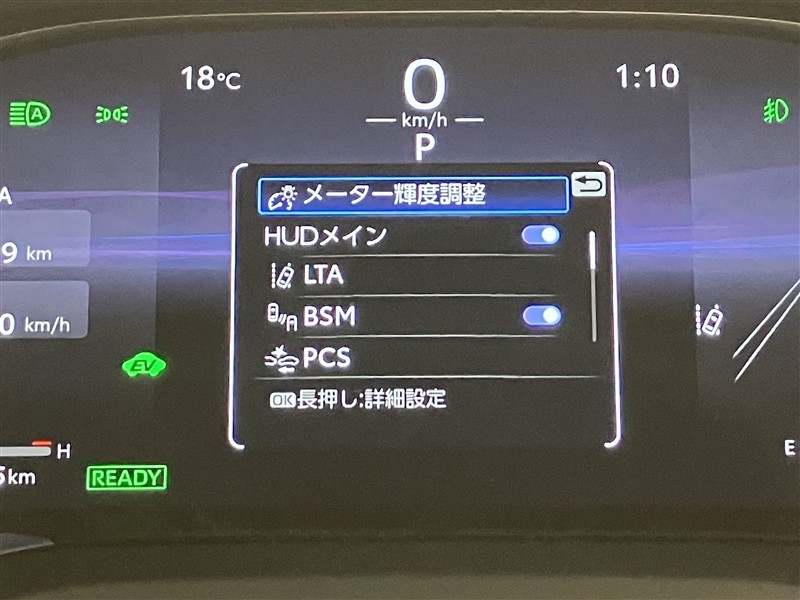 18℃
0
1:10
km/h
P
A
メーター輝度調整
HUDメイン
9 km
LTA
0 km/h
BSM
PCS
EV
OK長押し:詳細設定
H
E
5km
READY